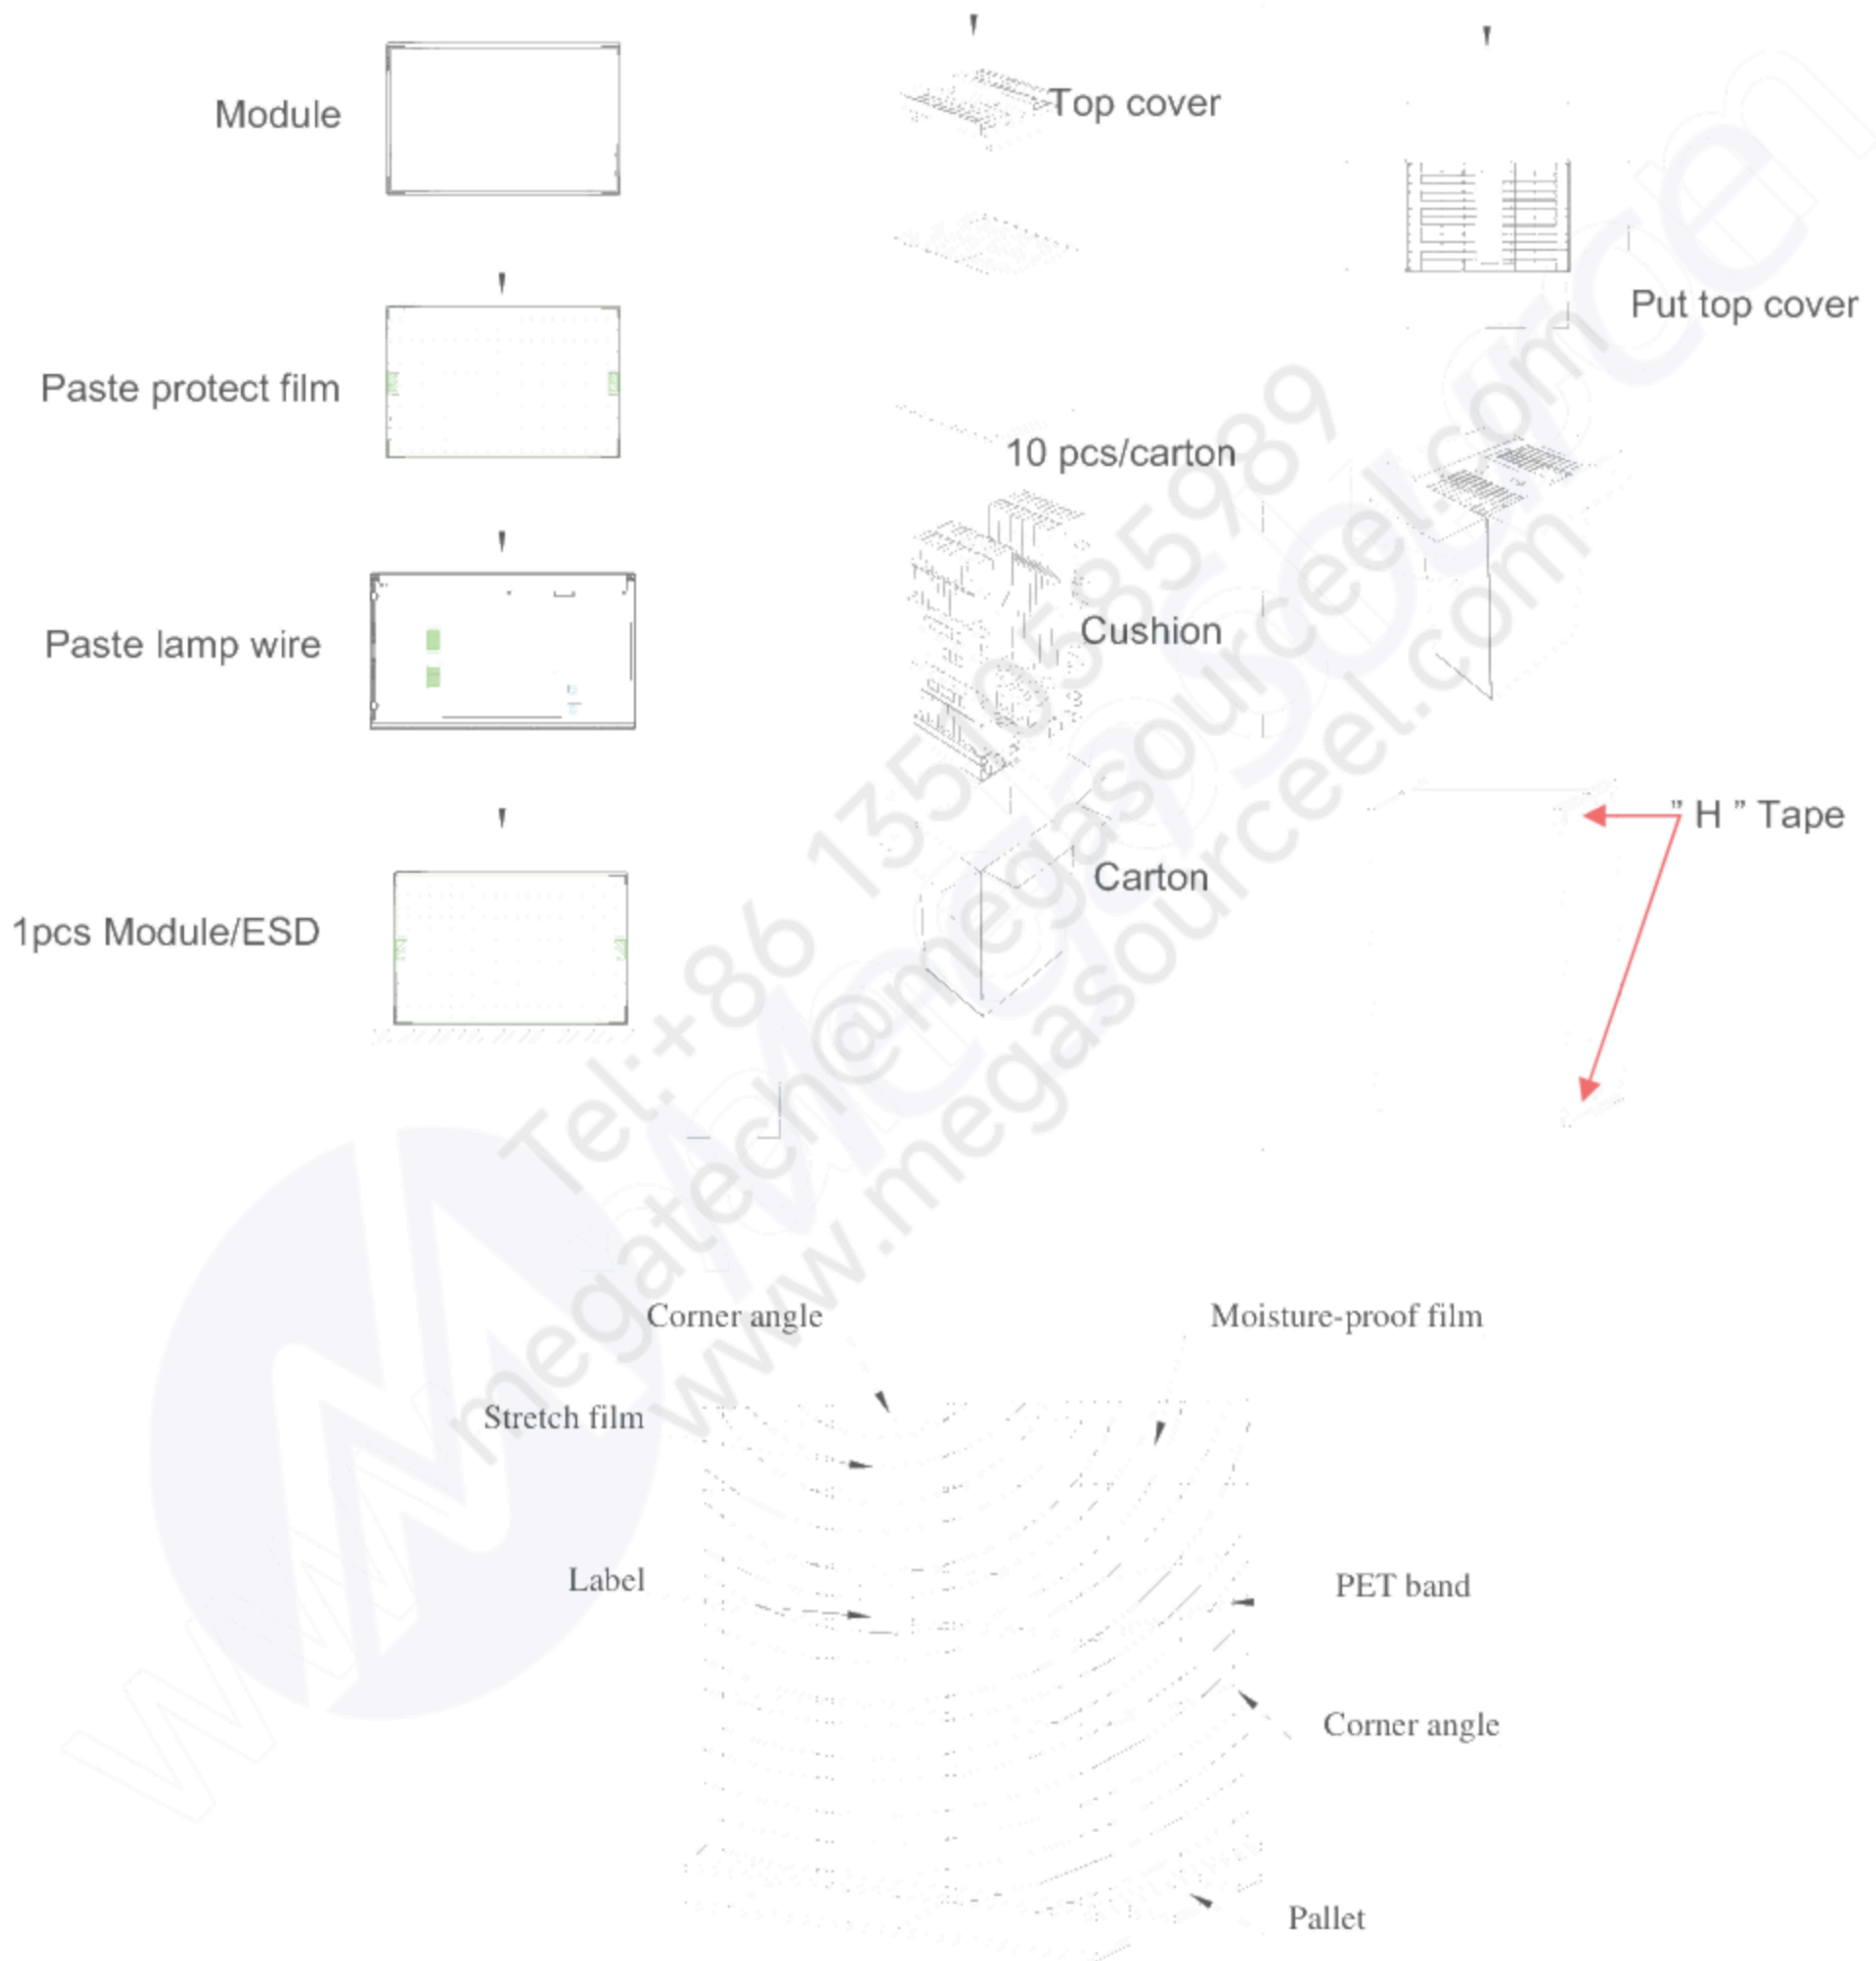 Module
Paste protect film
Paste lamp wire
1pcs Module/ESD
Top cover
10 pcs/carton
Cushion
Carton
Put top cover
" H " Tape
Corner angle
Moisture-proof film
Stretch film
Label
PET band
Corner angle
Pallet
Tel:+86 13510585989
megatech@megasourceel.com
www.megasourceel.com
MegaSource